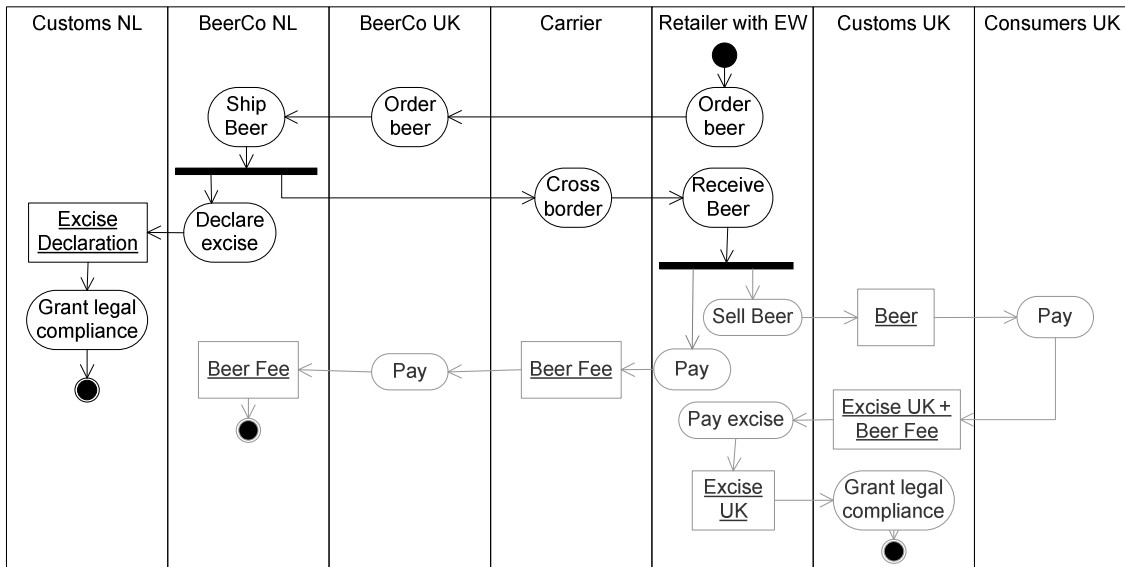 Customs NL
BeerCo NL
BeerCo UK
Carrier
Retailer with EW
Customs UK
Consumers UK
Ship
Beer
Order
beer
Order
beer
Cross
border
Receive
Beer
Excise
Declaration
Declare
excise
Grant legal
compliance
Sell Beer
Beer
Pay
Beer Fee
Pay
Beer Fee
Pay
Pay excise
Excise UK +
Beer Fee
Excise
UK
Grant legal
compliance